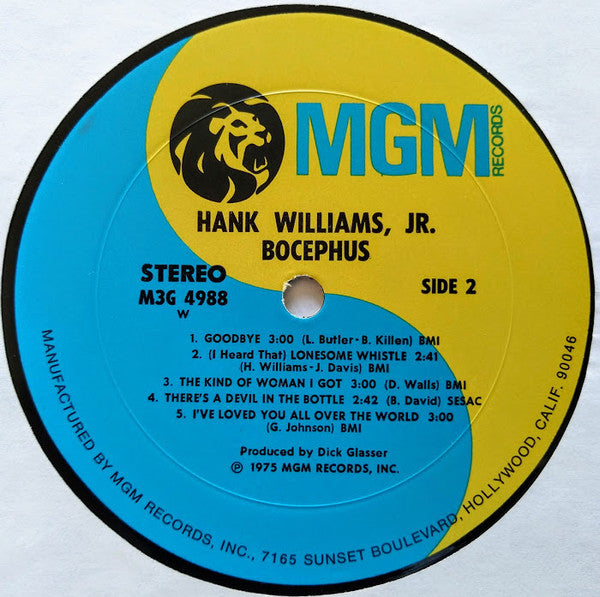 MGM
RECORDS
HANK WILLIAMS, JR.
BOCEPHUS
STEREO
M3G 4988
W
SIDE 2
1. GOODBYE 3:00 (L. Butler-B. Killen) BMI
2. (I Heard That) LONESOME WHISTLE 2:41
(H. Williams-J. Davis) BMI
3. THE KIND OF WOMAN I GOT 3:00 (D. Walls) BMI
4. THERE'S A DEVIL IN THE BOTTLE 2:42 (B. David) SESAC
5. I'VE LOVED YOU ALL OVER THE WORLD 3:00
(G. Johnson) BMI
Produced by Dick Glasser
℗ 1975 MGM RECORDS, INC.
MANUFACTURED BY MGM RECORDS, INC., 7165 SUNSET BOULEVARD, HOLLYWOOD, CALIF. 90046